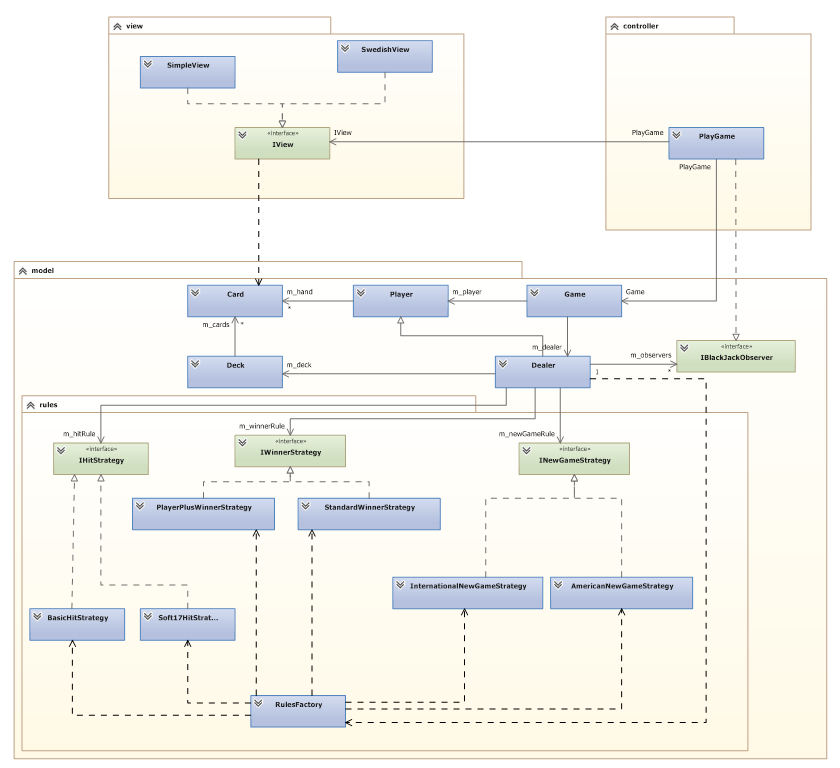 view
controller
SwedishView
SimpleView
«interface»
IView
IView
PlayGame
PlayGame
PlayGame
model
Card
m_hand
*
Player
m_player
Game
Game
m_cards
*
m_dealer
«interface»
IBlackJackObserver
m_observers
*
1
Deck
m_deck
Dealer
rules
m_hitRule
m_winnerRule
m_newGameRule
«interface»
IHitStrategy
«interface»
IWinnerStrategy
«interface»
INewGameStrategy
PlayerPlusWinnerStrategy
StandardWinnerStrategy
InternationalNewGameStrategy
AmericanNewGameStrategy
BasicHitStrategy
Soft17HitStrat...
RulesFactory